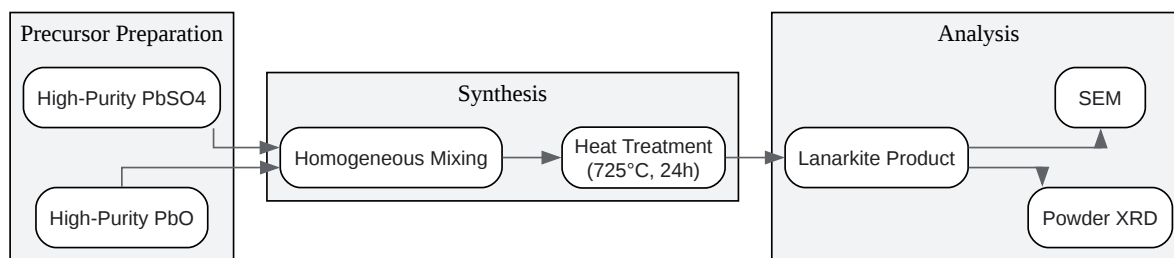 Precursor Preparation
High-Purity PbSO4
High-Purity PbO
Synthesis
Homogeneous Mixing
Heat Treatment
(725°C, 24h)
Analysis
Lanarkite Product
SEM
Powder XRD